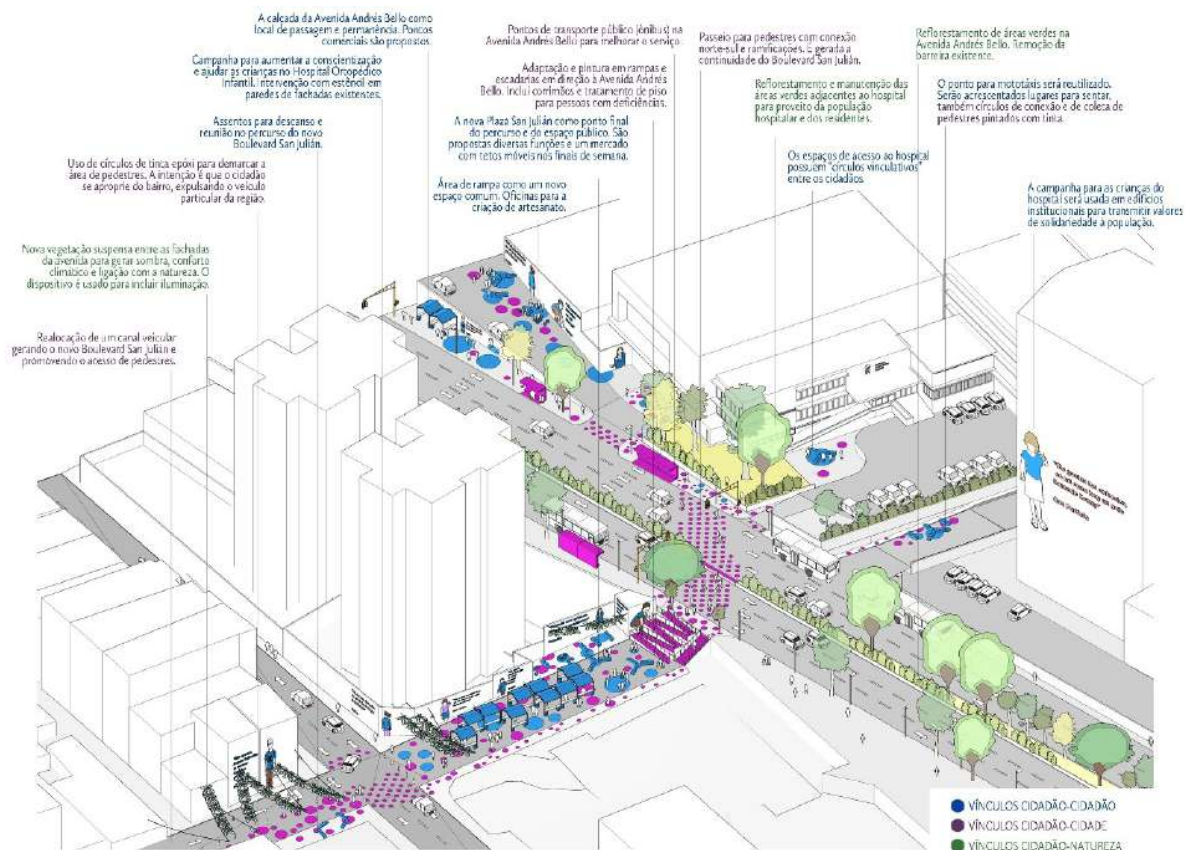 A calçada da Avenida Andrés Bello como
local de passagem e permanência. Pontos
comerciais são propostos.
Campanha para aumentar a conscientização
e ajudar as crianças no Hospital Ortopédico
Infantil. Intervenção com estêncil em
paredes de fachadas existentes.
Assentos para descanso e
reunião no percurso do novo
Boulevard San Julián.
Uso de círculos de tinta epóxi para demarcar a
área de pedestres. A intenção é que o cidadão
se aproprie do bairro, expulsando o veículo
particular da região.
Nova vegetação suspensa entre as fachadas
da avenida para gerar sombra, conforto
climático e ligação com a natureza. O
dispositivo é usado para incluir iluminação.
Realocação de um canal veicular
gerando o novo Boulevard San Julián e
promovendo o acesso de pedestres.
Pontos de transporte público (ônibus) na
Avenida Andrés Bello para melhorar o serviço.
Adaptação e pintura em rampas e
escadarias em direção à Avenida Andrés
Bello. Inclui corrimãos e tratamento de piso
para pessoas com deficiências.
A nova Plaza San Julián como ponto final
do percurso e do espaço público. São
propostas diversas funções e um mercado
com tetos móveis nos finais de semana.
Área de rampa como um novo
espaço comum. Oficinas para a
criação de artesanato.
Passeio para pedestres com conexão
norte-sul e ramificações. É gerada a
continuidade do Boulevard San Julián.
Reflorestamento e manutenção das
áreas verdes adjacentes ao hospital
para proveito da população
hospitalar e dos residentes.
Os espaços de acesso ao hospital
possuem "círculos vinculativos"
entre os cidadãos.
Reflorestamento de áreas verdes na
Avenida Andrés Bello. Remoção da
barreira existente.
O ponto para mototáxis será reutilizado.
Serão acrescentados lugares para sentar,
também círculos de conexão e de coleta de
pedestres pintados com tinta.
A campanha para as crianças do
hospital será usada em edifícios
institucionais para transmitir valores
de solidariedade à população.
VÍNCULOS CIDADÃO-CIDADÃO
VÍNCULOS CIDADÃO-CIDADE
VÍNCULOS CIDADÃO-NATUREZA